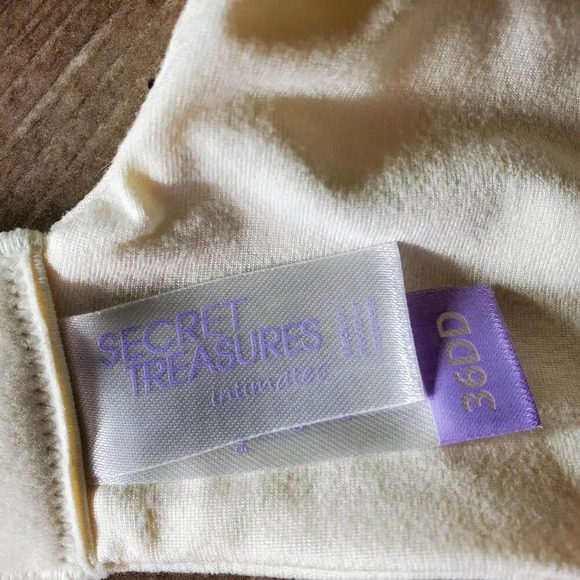 SECRET
TREASURES
intimates
36DD